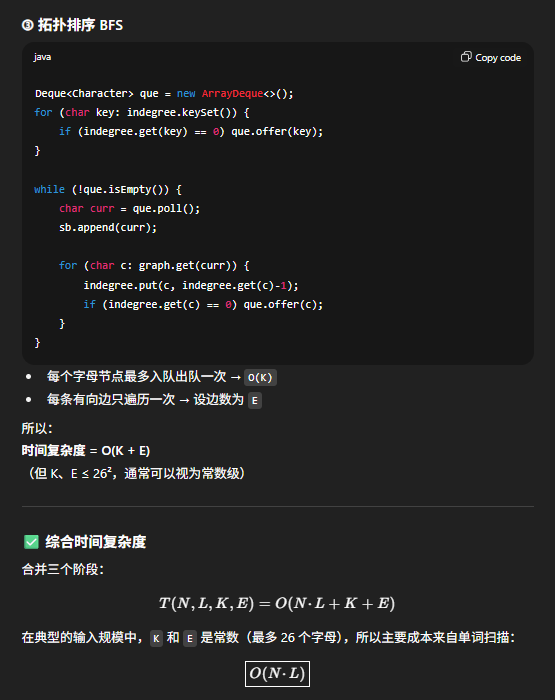 ❸ 拓扑排序 BFS
java
Copy code
Deque<Character> que = new ArrayDeque<>();
for (char key: indegree.keySet()) {
    if (indegree.get(key) == 0) que.offer(key);
}
while (!que.isEmpty()) {
    char curr = que.poll();
    sb.append(curr);
    for (char c: graph.get(curr)) {
        indegree.put(c, indegree.get(c)-1);
        if (indegree.get(c) == 0) que.offer(c);
    }
}
• 每个字母节点最多入队出队一次 → O(K)
• 每条有向边只遍历一次 → 设边数为 E
所以:
时间复杂度 = O(K + E)
（但 K、E ≤ 26²，通常可以视为常数级）
✅ 综合时间复杂度
合并三个阶段：
T(N, L, K, E) = O(N·L + K + E)
在典型的输入规模中， K 和 E 是常数（最多 26 个字母），所以主要成本来自单词扫描：
O(N·L)